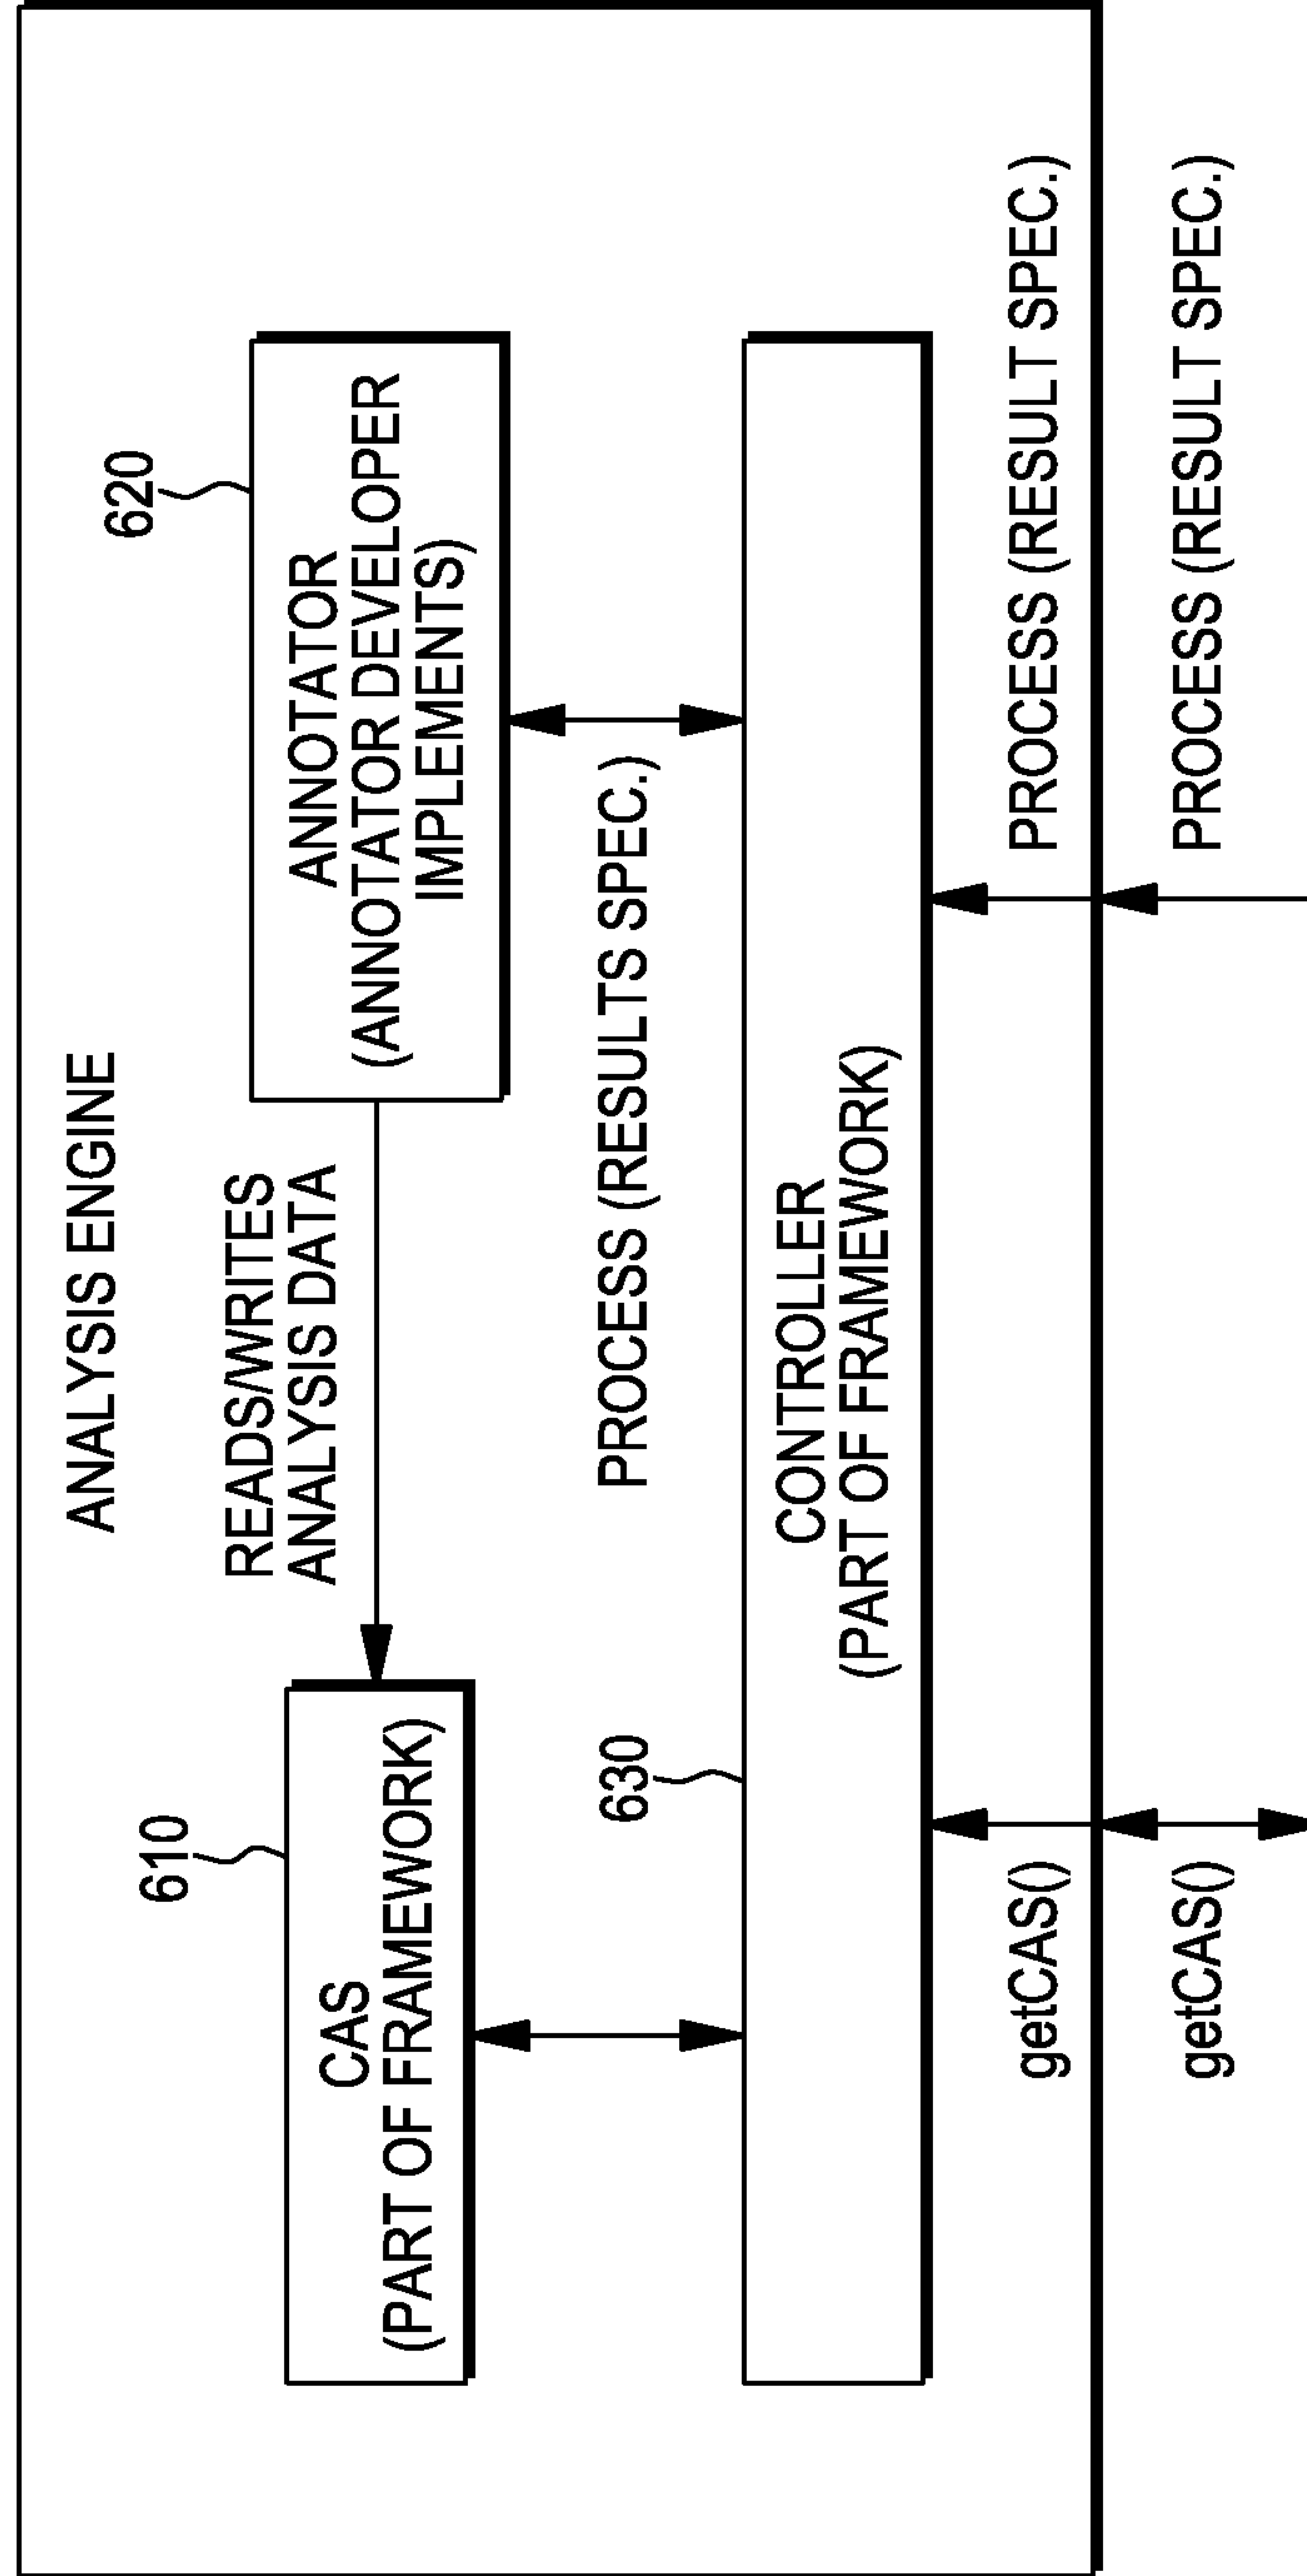 ANALYSIS ENGINE
610
CAS
(PART OF FRAMEWORK)
READS/WRITES
ANALYSIS DATA
620
ANNOTATOR
(ANNOTATOR DEVELOPER
IMPLEMENTS)
630
PROCESS (RESULTS SPEC.)
CONTROLLER
(PART OF FRAMEWORK)
getCAS()
PROCESS (RESULT SPEC.)
getCAS()
PROCESS (RESULT SPEC.)